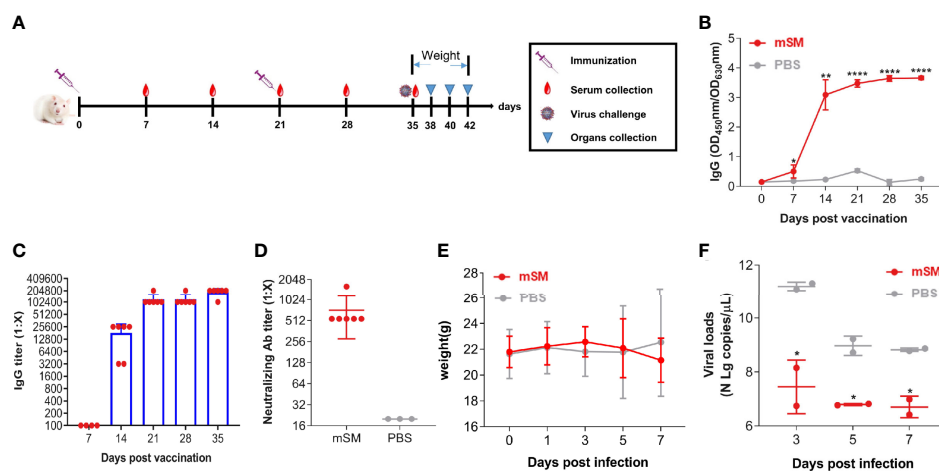 A
Weight
0
7
14
21
28
35
38
40
42
days
Immunization
Serum collection
Virus challenge
Organs collection
B
mSM
PBS
IgG (OD450nm/OD630nm)
5
4
3
2
1
0
*
**
****
****
****
0
7
14
21
28
35
Days post vaccination
C
IgG titer (1:X)
409600
204800
102400
51200
25600
12800
6400
3200
1600
800
400
200
100
7
14
21
28
35
Days post vaccination
D
Neutralizing Ab titer (1:X)
2048
1024
512
256
128
64
32
16
mSM
PBS
E
mSM
PBS
weight(g)
28
26
24
22
20
18
16
0
1
3
5
7
Days post infection
F
mSM
PBS
Viral loads
(N Lg copies/μL)
12
10
8
6
*
*
*
3
5
7
Days post infection